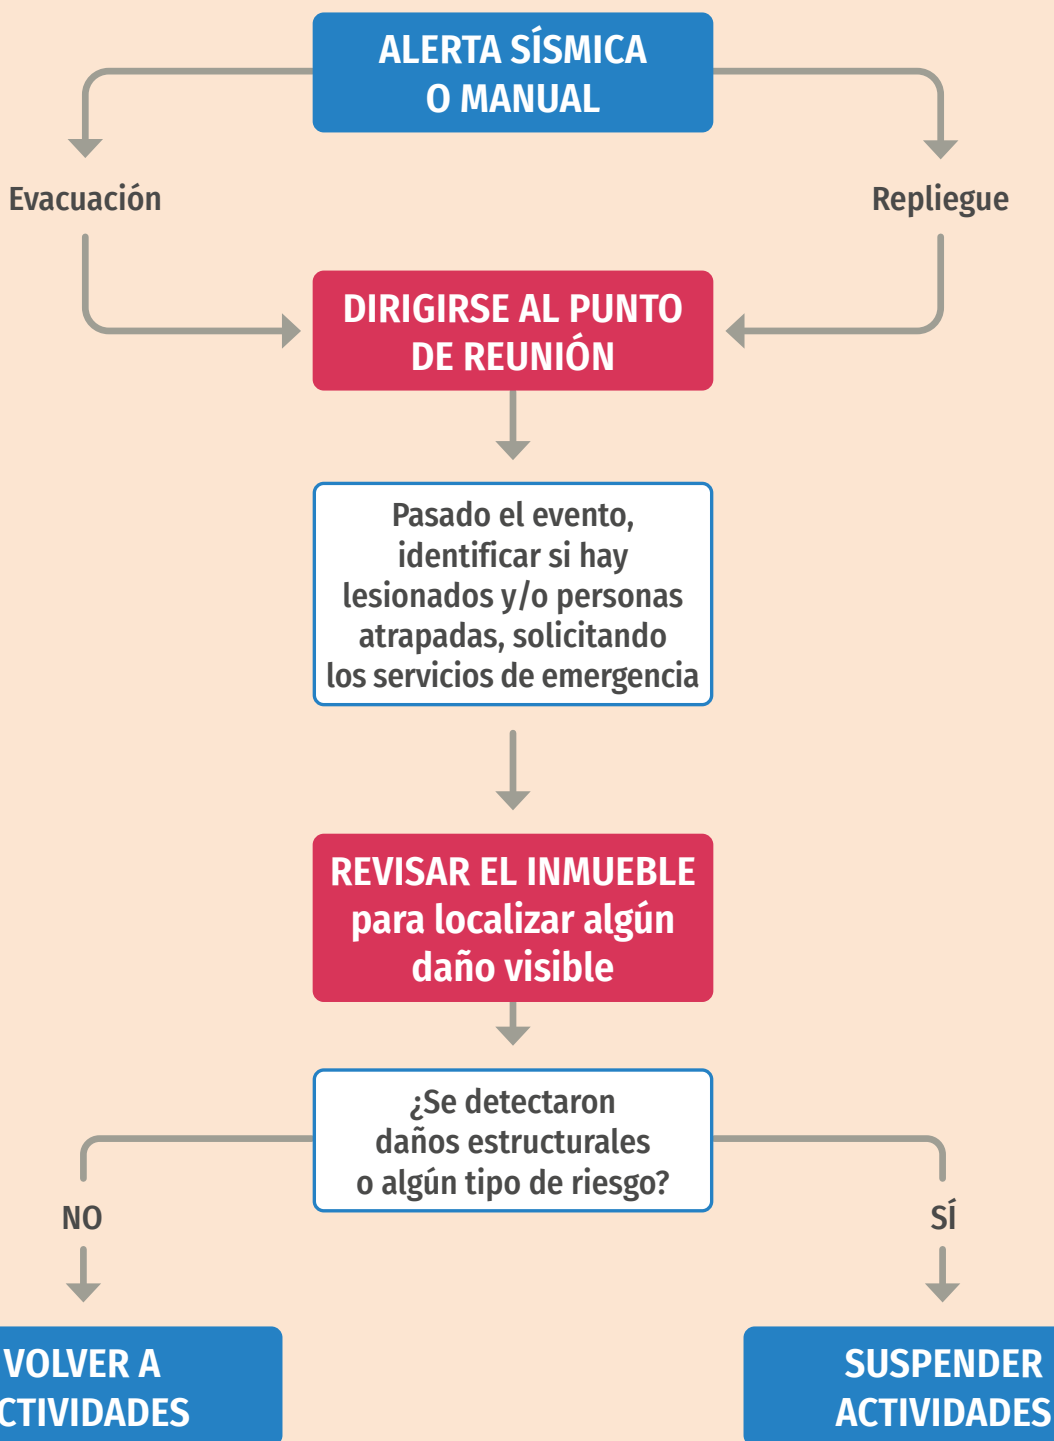 ALERTA SÍSMICA
O MANUAL
Evacuación
Repliegue
DIRIGIRSE AL PUNTO
DE REUNIÓN
Pasado el evento,
identificar si hay
lesionados y/o personas
atrapadas, solicitando
los servicios de emergencia
REVISAR EL INMUEBLE
para localizar algún
daño visible
¿Se detectaron
daños estructurales
o algún tipo de riesgo?
NO
SÍ
VOLVER A
CTIVIDADES
SUSPENDER
ACTIVIDADES